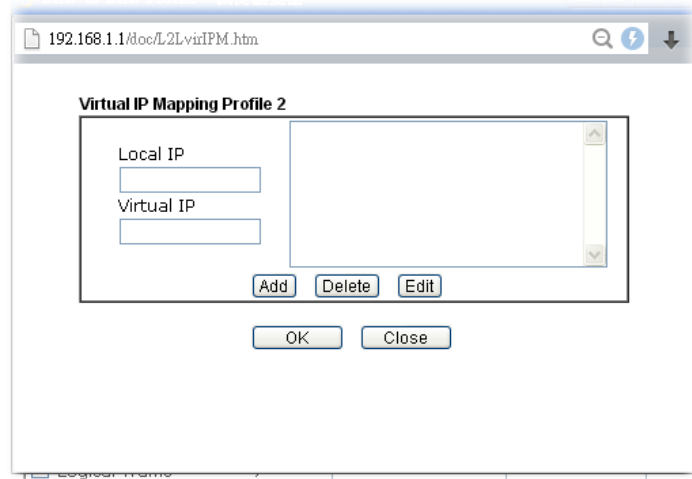 192.168.1.1/doc/L2LvirIPM.htm
Virtual IP Mapping Profile 2
Local IP
Virtual IP
Add Delete Edit
OK Close